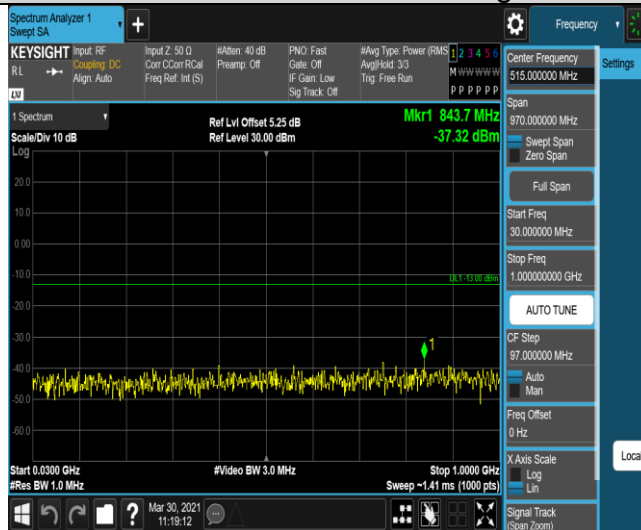 Spectrum Analyzer 1
Swept SA
+
Frequency
KEYSIGHT
RL
LXI
Input: RF
Coupling: DC
Align: Auto
Input Z: 50 Ω
Corr CCorr RCal
Freq Ref: Int (S)
#Atten: 40 dB
Preamp: Off
PNO: Fast
Gate: Off
IF Gain: Low
Sig Track: Off
#Avg Type: Power (RMS
Avg|Hold: 3/3
Trig: Free Run
1 2 3 4 5 6
M W W W W W
P P P P P P
1 Spectrum
Scale/Div 10 dB
Log
Ref Lvl Offset 5.25 dB
Ref Level 30.00 dBm
Mkr1 843.7 MHz
-37.32 dBm
20.0
10.0
0.00
-10.0
-20.0
-30.0
-40.0
-50.0
-60.0
DL1 -13.00 dBm
1
Start 0.0300 GHz
#Res BW 1.0 MHz
#Video BW 3.0 MHz
Stop 1.0000 GHz
Sweep ~1.41 ms (1000 pts)
Mar 30, 2021
11:19:12
?
Center Frequency
515.000000 MHz
Settings
Span
970.000000 MHz
Swept Span
Zero Span
Full Span
Start Freq
30.000000 MHz
Stop Freq
1.000000000 GHz
AUTO TUNE
CF Step
97.000000 MHz
Auto
Man
Freq Offset
0 Hz
X Axis Scale
Log
Lin
Local
Signal Track
(Span Zoom)